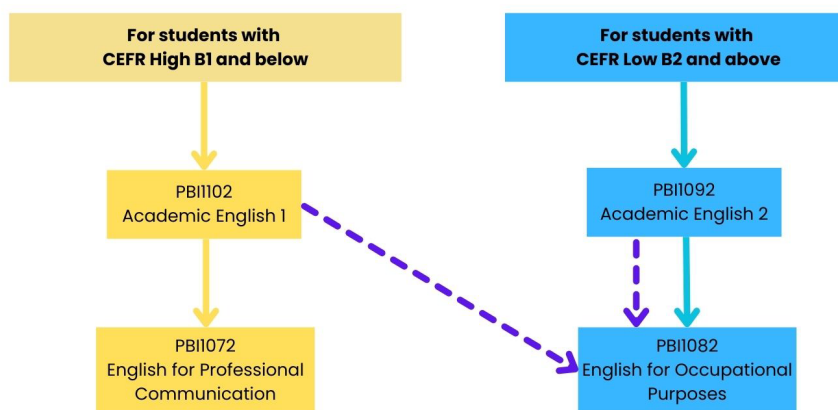 For students with
CEFR High B1 and below
For students with
CEFR Low B2 and above
PBI1102
Academic English 1
PBI1092
Academic English 2
PBI1072
English for Professional
Communication
PBI1082
English for Occupational
Purposes